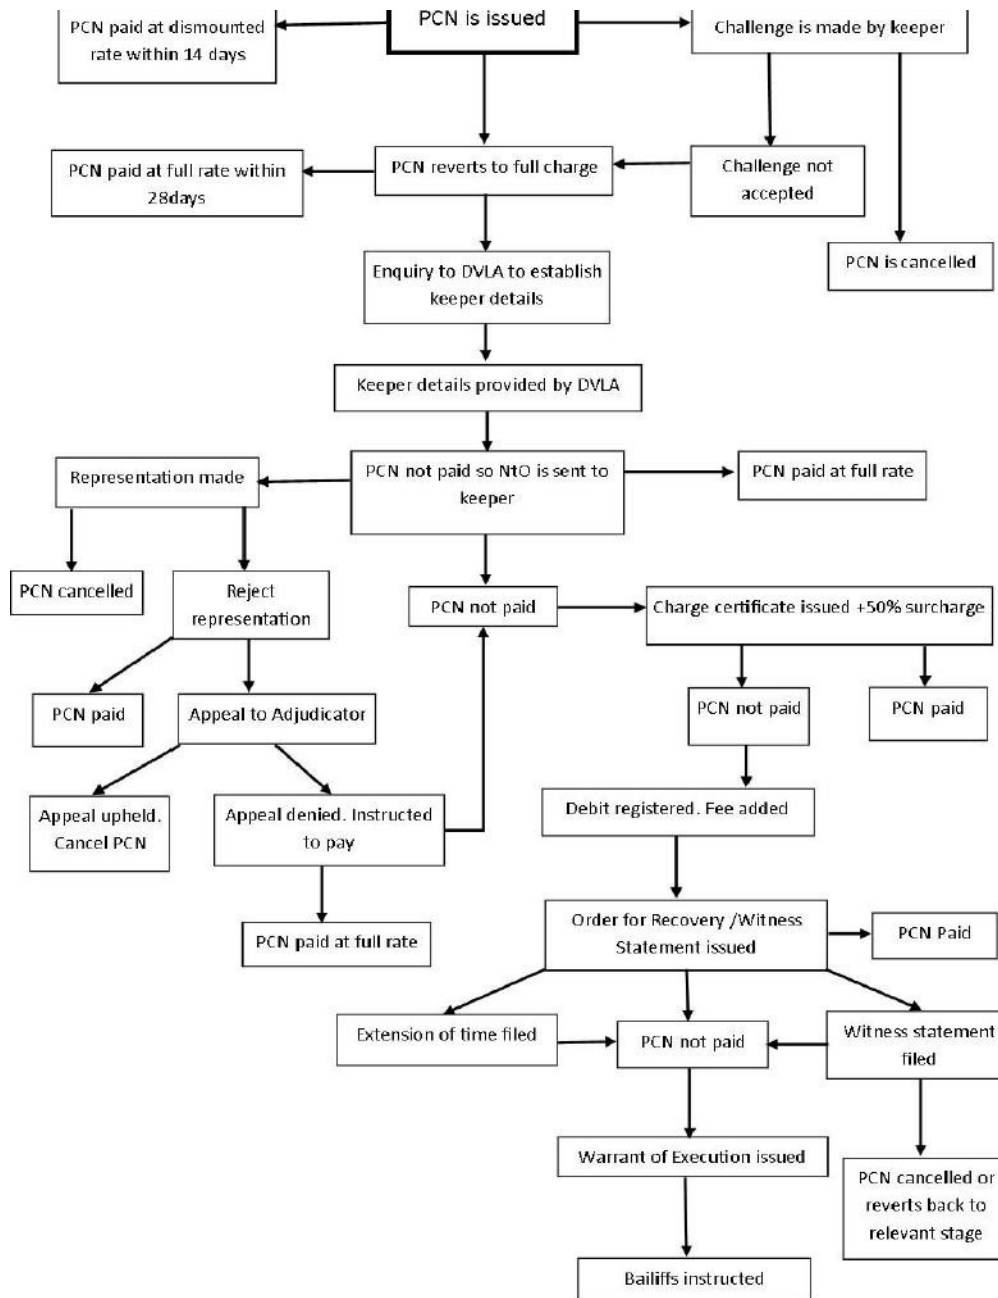 PCN paid at dismounted
rate within 14 days
PCN is issued
Challenge is made by keeper
PCN paid at full rate within
28days
PCN reverts to full charge
Challenge not
accepted
PCN is cancelled
Enquiry to DVLA to establish
keeper details
Keeper details provided by DVLA
Representation made
PCN not paid so NtO is sent to
keeper
PCN paid at full rate
PCN cancelled
Reject
representation
PCN not paid
Charge certificate issued +50% surcharge
PCN paid
Appeal to Adjudicator
PCN not paid
PCN paid
Appeal upheld.
Cancel PCN
Appeal denied. Instructed
to pay
Debit registered. Fee added
PCN paid at full rate
Order for Recovery /Witness
Statement issued
PCN Paid
Extension of time filed
PCN not paid
Witness statement
filed
Warrant of Execution issued
PCN cancelled or
reverts back to
relevant stage
Bailiffs instructed